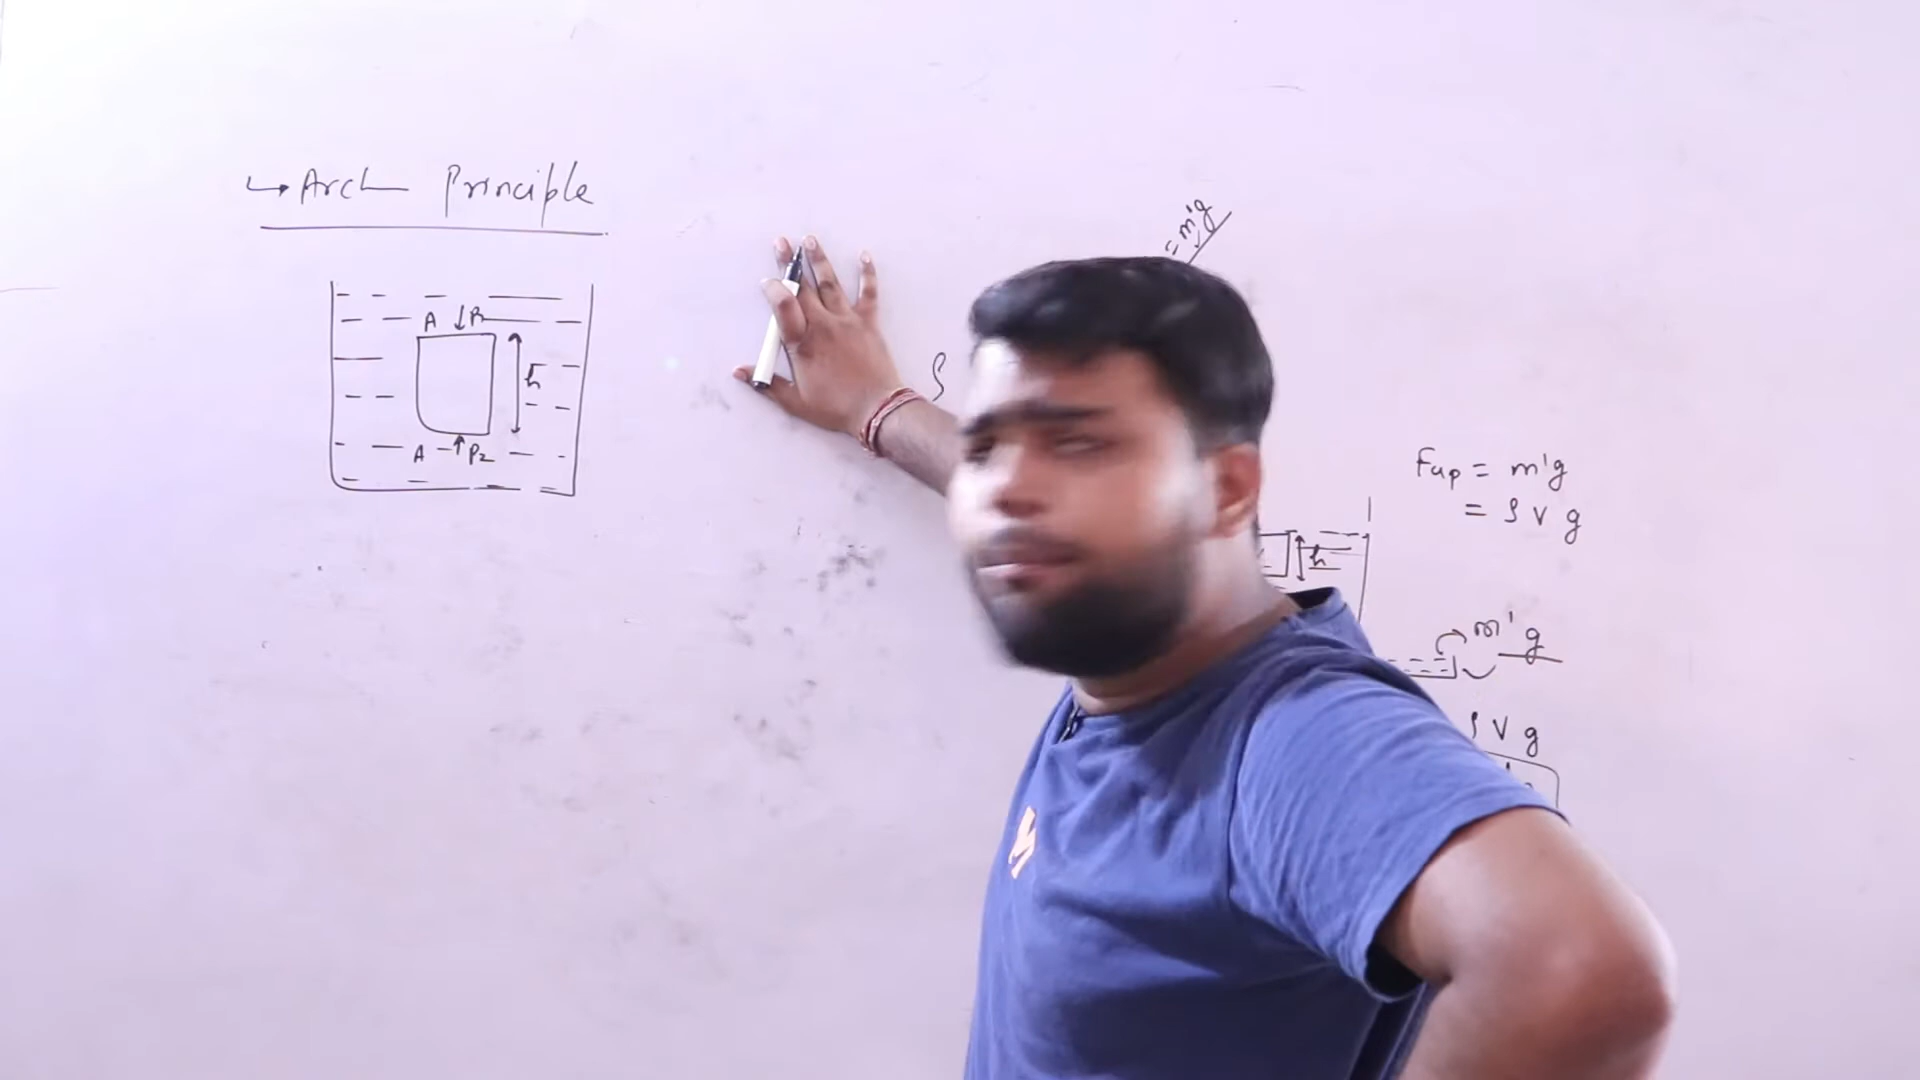 ↳ Arch Principle
A ↓P₁
h
A ↑P₂
= m'g
ρ
Fup = m'g
= ρ v g
h
m' g
ρ V g
M